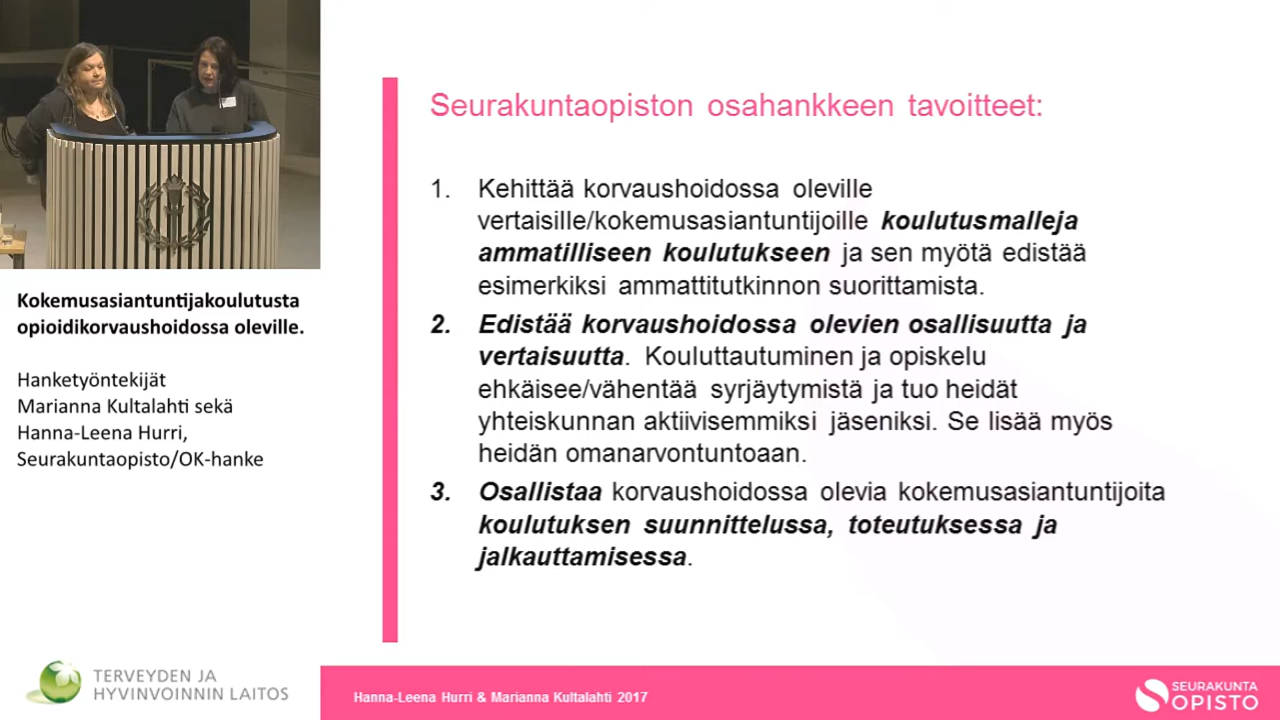 Kokemusasiantuntijakoulutusta
opioidikorvaushoidossa oleville.
Hanketyöntekijät
Marianna Kultalahti sekä
Hanna-Leena Hurri,
Seurakuntaopisto/OK-hanke
TERVEYDEN JA
HYVINVOINNIN LAITOS
Seurakuntaopiston osahankkeen tavoitteet:
1. Kehittää korvaushoidossa oleville
vertaisille/kokemusasiantuntijoille koulutusmalleja
ammatilliseen koulutukseen ja sen myötä edistää
esimerkiksi ammattitutkinnon suorittamista.
2. Edistää korvaushoidossa olevien osallisuutta ja
vertaisuutta. Kouluttautuminen ja opiskelu
ehkäisee/vähentää syrjäytymistä ja tuo heidät
yhteiskunnan aktiivisemmiksi jäseniksi. Se lisää myös
heidän omanarvontuntoaan.
3. Osallistaa korvaushoidossa olevia kokemusasiantuntijoita
koulutuksen suunnittelussa, toteutuksessa ja
jalkauttamisessa.
Hanna-Leena Hurri & Marianna Kultalahti 2017
SEURAKUNTA
OPISTO